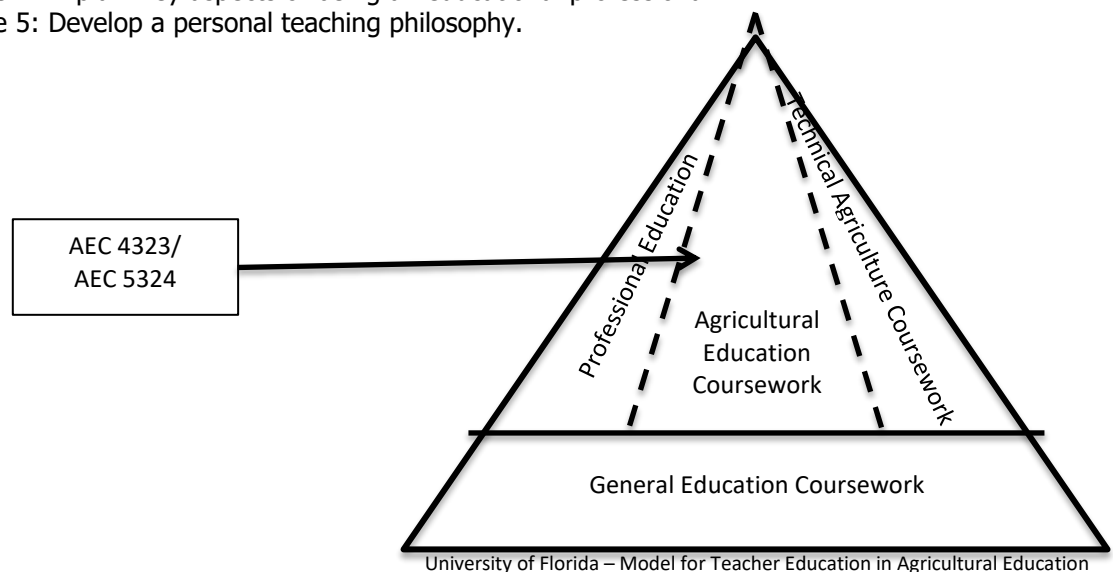 e 5: Develop a personal teaching philosophy.
AEC 4323/
AEC 5324
Professional Education
Technical Agriculture Coursework
Agricultural
Education
Coursework
General Education Coursework
University of Florida – Model for Teacher Education in Agricultural Education